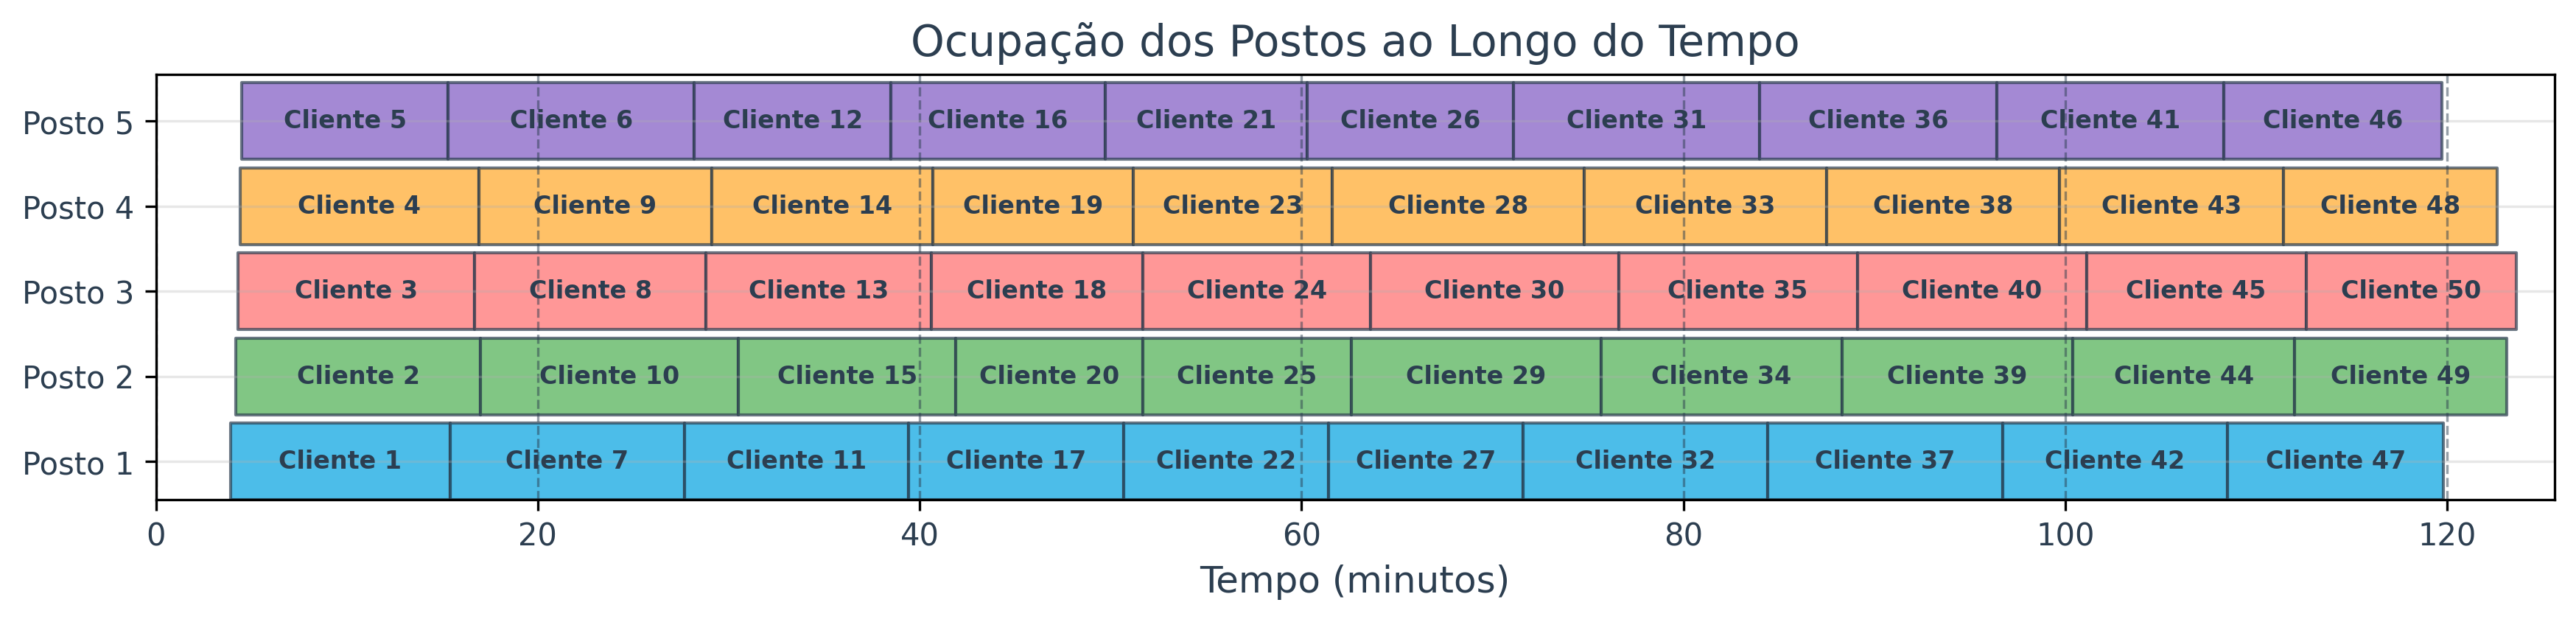 Ocupação dos Postos ao Longo do Tempo
Posto 5
Cliente 5
Cliente 6
Cliente 12
Cliente 16
Cliente 21
Cliente 26
Cliente 31
Cliente 36
Cliente 41
Cliente 46
Posto 4
Cliente 4
Cliente 9
Cliente 14
Cliente 19
Cliente 23
Cliente 28
Cliente 33
Cliente 38
Cliente 43
Cliente 48
Posto 3
Cliente 3
Cliente 8
Cliente 13
Cliente 18
Cliente 24
Cliente 30
Cliente 35
Cliente 40
Cliente 45
Cliente 50
Posto 2
Cliente 2
Cliente 10
Cliente 15
Cliente 20
Cliente 25
Cliente 29
Cliente 34
Cliente 39
Cliente 44
Cliente 49
Posto 1
Cliente 1
Cliente 7
Cliente 11
Cliente 17
Cliente 22
Cliente 27
Cliente 32
Cliente 37
Cliente 42
Cliente 47
0 20 40 60 80 100 120
Tempo (minutos)